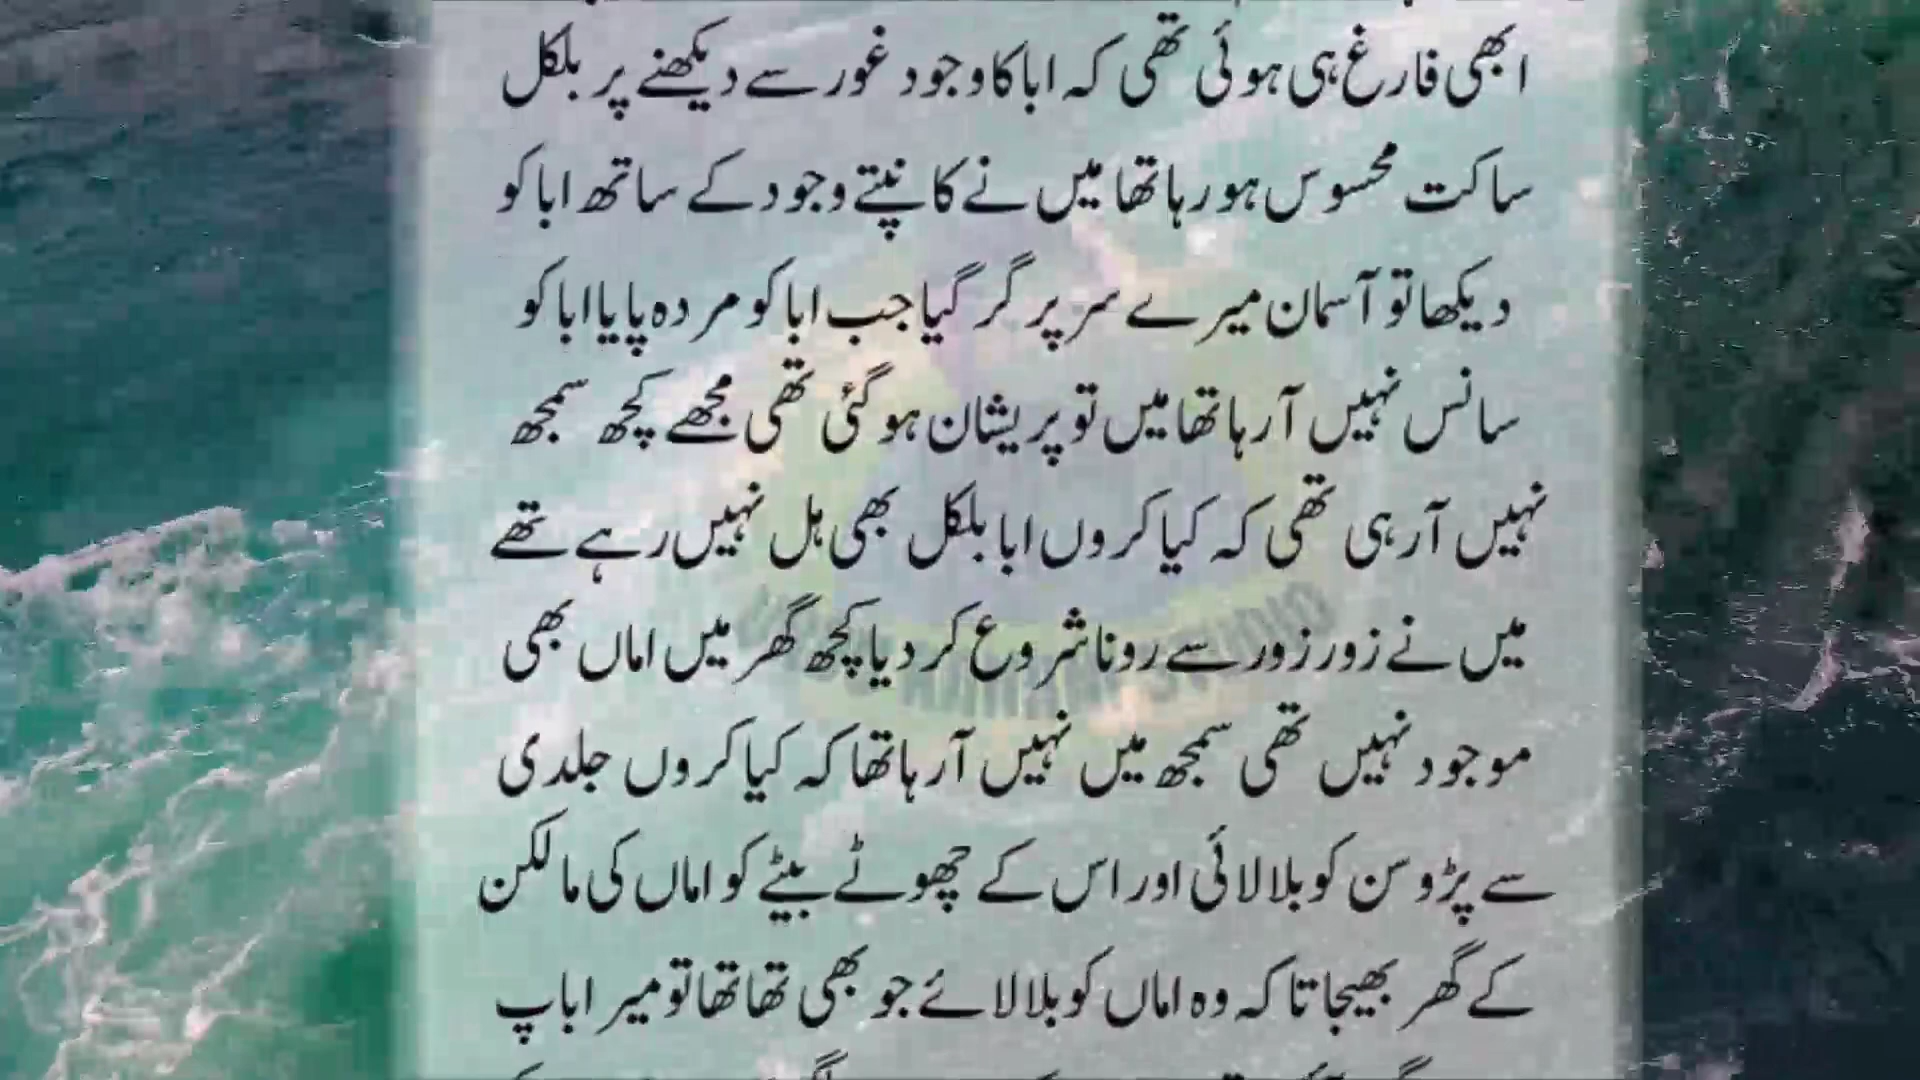 ابھی فارغ ہی ہوئی تھی کہ ابا کا وجود غور سے دیکھنے پر بلکل
ساکت محسوس ہو رہا تھا میں نے کانپتے وجود کے ساتھ ابا کو
دیکھا تو آسمان میرے سر پر گر گیا جب ابا کو مردہ پایا ابا کو
سانس نہیں آ رہا تھا میں تو پریشان ہو گئی تھی مجھے کچھ سمجھ
نہیں آ رہی تھی کہ کیا کروں ابا بلکل بھی ہل نہیں رہے تھے
میں نے زور زور سے رونا شروع کر دیا کچھ گھر میں اماں بھی
موجود نہیں تھی سمجھ میں نہیں آ رہا تھا کہ کیا کروں جلدی
سے پڑوسن کو بلا لائی اور اس کے چھوٹے بیٹے کو اماں کی مالکن
کے گھر بھیجا تا کہ وہ اماں کو بلا لائے جو بھی تھا تھا تو میرا باپ